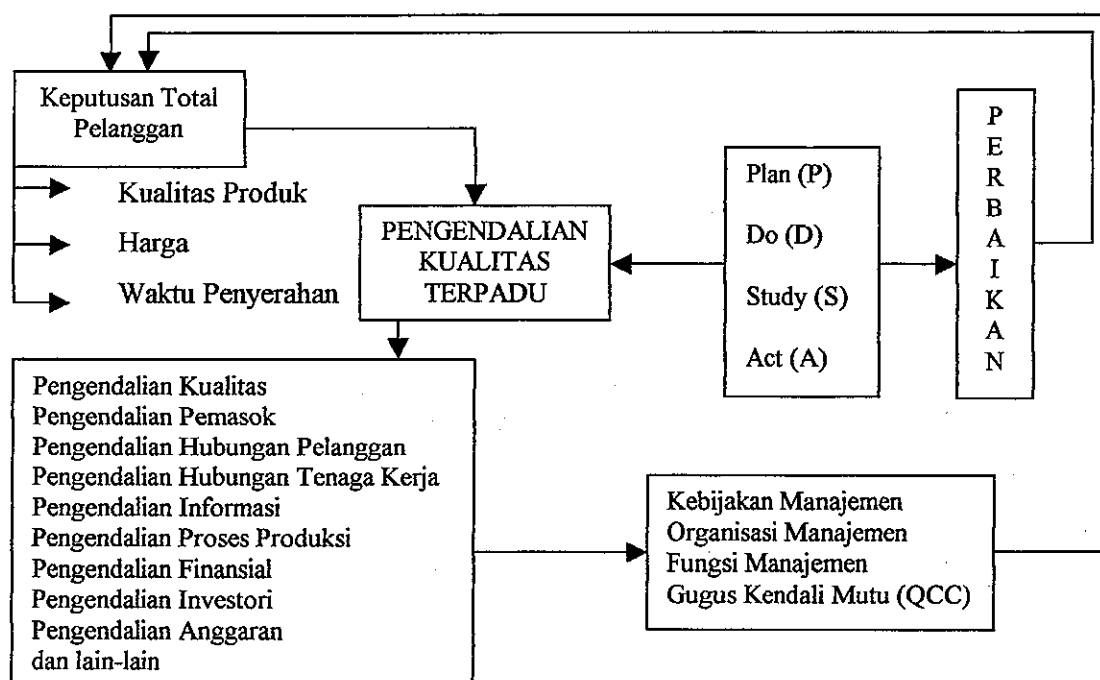 Keputusan Total
Pelanggan
Kualitas Produk
Harga
Waktu Penyerahan
PENGENDALIAN
KUALITAS
TERPADU
Plan (P)
Do (D)
Study (S)
Act (A)
P
E
R
B
A
I
K
A
N
Pengendalian Kualitas
Pengendalian Pemasok
Pengendalian Hubungan Pelanggan
Pengendalian Hubungan Tenaga Kerja
Pengendalian Informasi
Pengendalian Proses Produksi
Pengendalian Finansial
Pengendalian Investori
Pengendalian Anggaran
dan lain-lain
Kebijakan Manajemen
Organisasi Manajemen
Fungsi Manajemen
Gugus Kendali Mutu (QCC)